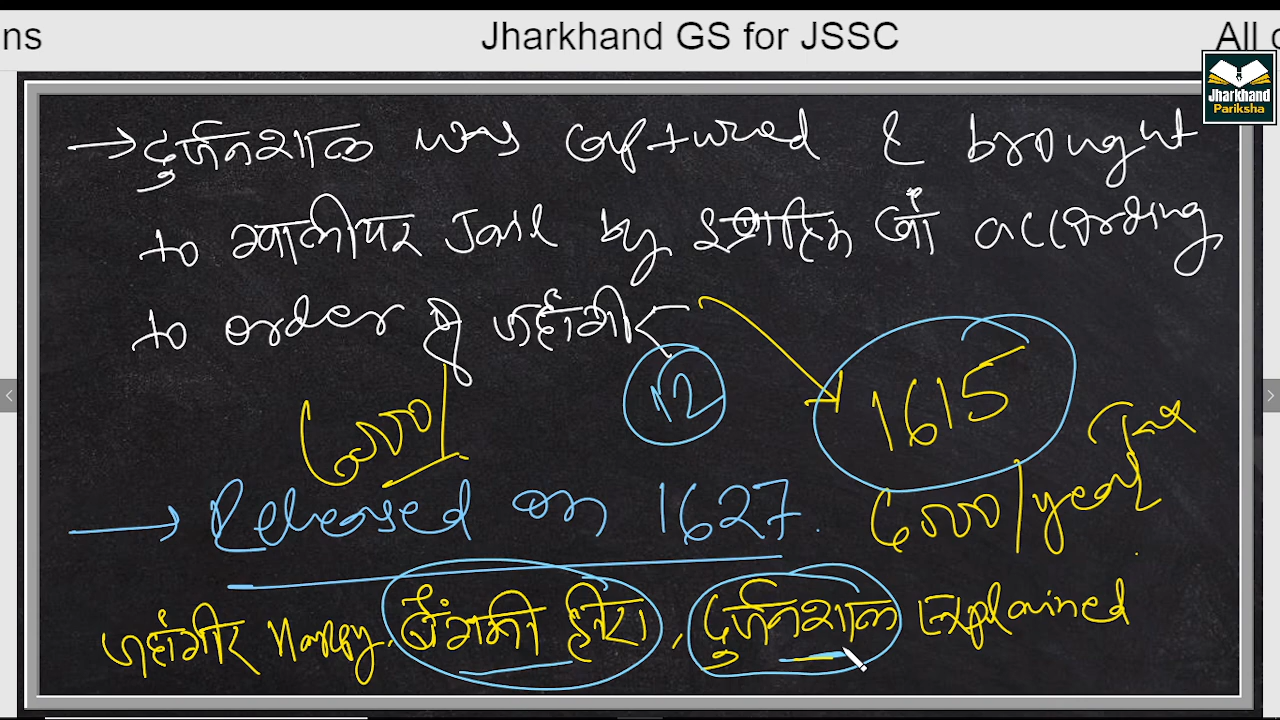 ns Jharkhand GS for JSSC All
Jharkhand
Pariksha
→ दुर्जनशाल was captured & brought
to ग्वालीयर Jail by इब्राहिम खाँ according
to order of जहाँगीर
12
1615
6000/
Tax
→ Released on 1627.
6000/year
जहाँगीर हीरा, दुर्जनशाल Explained